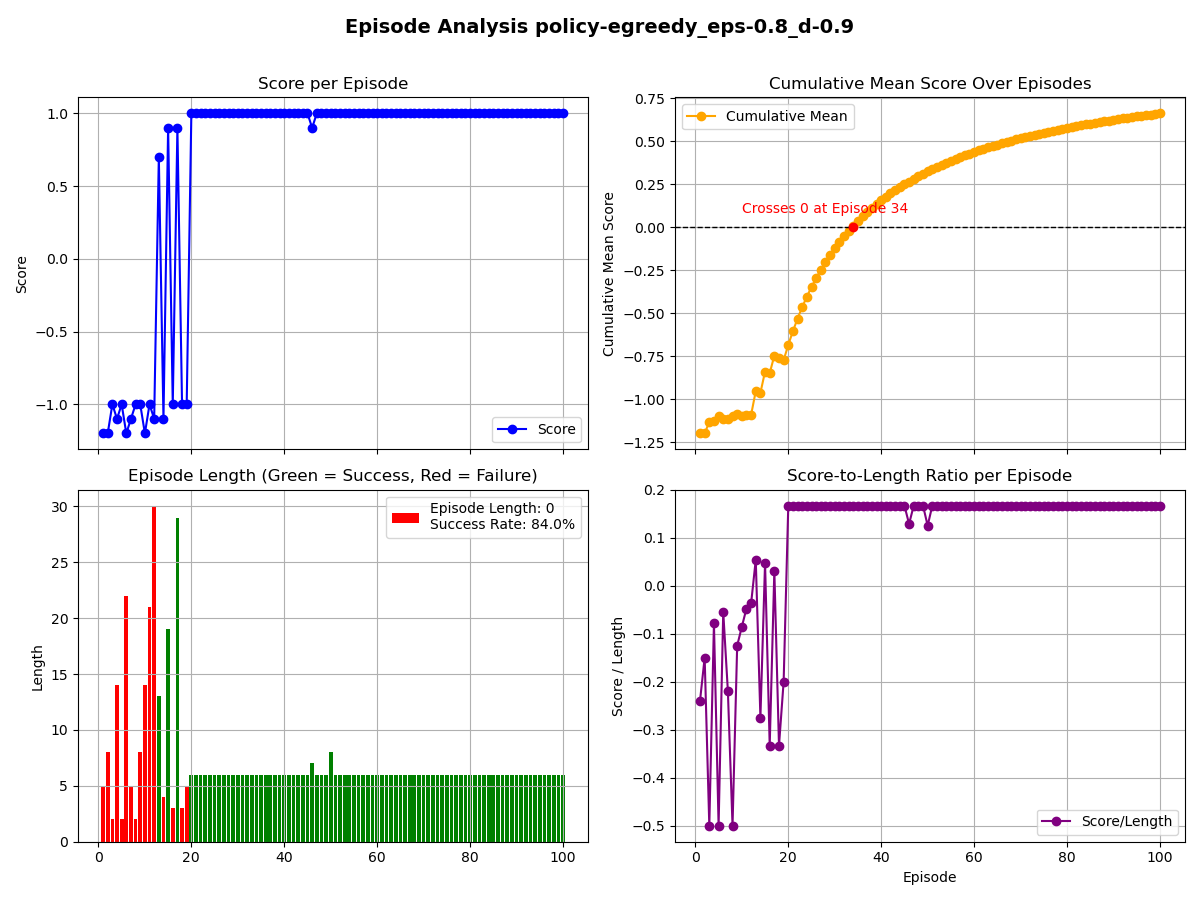 Episode Analysis policy-egreedy_eps-0.8_d-0.9
Score per Episode
1.0
0.5
0.0
−0.5
−1.0
Score
Score
Cumulative Mean Score Over Episodes
0.75
0.50
0.25
0.00
−0.25
−0.50
−0.75
−1.00
−1.25
Cumulative Mean Score
Cumulative Mean
Crosses 0 at Episode 34
Episode Length (Green = Success, Red = Failure)
30
25
20
15
10
5
0
Length
Episode Length: 0
Success Rate: 84.0%
0 20 40 60 80 100
Score-to-Length Ratio per Episode
0.2
0.1
0.0
−0.1
−0.2
−0.3
−0.4
−0.5
Score / Length
Score/Length
0 20 40 60 80 100
Episode